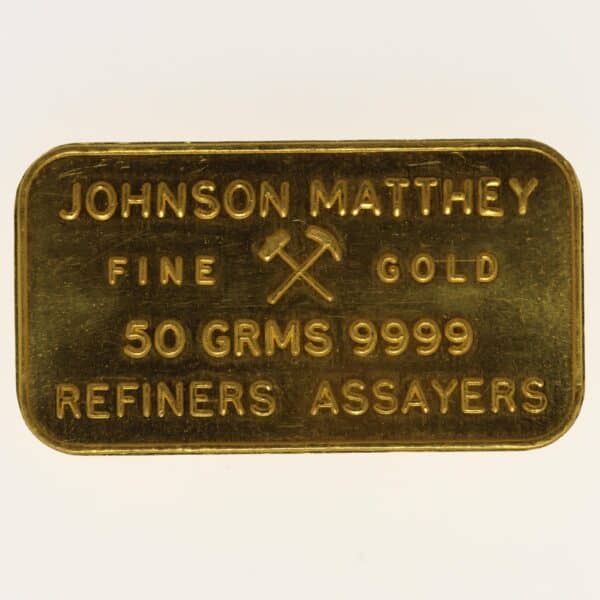 JOHNSON MATTHEY
FINE GOLD
50 GRMS 9999
REFINERS ASSAYERS